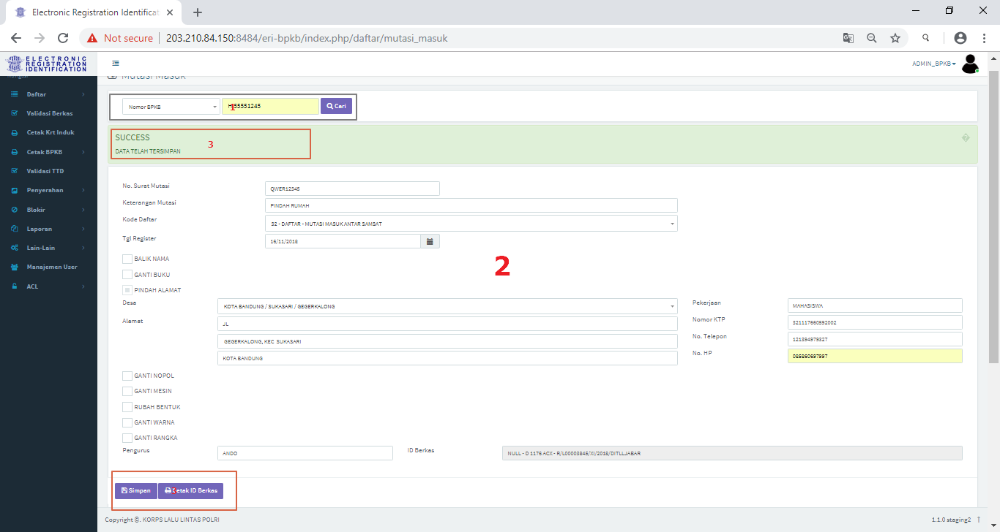 Electronic Registration Identificat
Not secure
203.210.84.150:8484/eri-bpkb/index.php/daftar/mutasi_masuk
ELECTRONIC
REGISTRATION
IDENTIFICATION
ADMIN_BPKB
Mutasi Masuk
Daftar
Validasi Berkas
Cetak Krt Induk
Cetak BPKB
Validasi TTD
Penyerahan
Blokir
Laporan
Lain-Lain
Manajemen User
ACL
Nomor BPKB
1
Cari
SUCCESS
3
DATA TELAH TERSIMPAN
No. Surat Mutasi
QWER12345
Keterangan Mutasi
PINDAH RUMAH
Kode Daftar
32 - DAFTAR - MUTASI MASUK ANTAR SAMSAT
Tgl Register
16/11/2018
2
BALIK NAMA
GANTI BUKU
PINDAH ALAMAT
Desa
KOTA BANDUNG / SUKASARI / GEGERKALONG
Pekerjaan
MAHASISWA
Alamat
JL
Nomor KTP
321117660592002
GEGERKALONG, KEC. SUKASARI
No. Telepon
121394979327
KOTA BANDUNG
No. HP
085860697997
GANTI NOPOL
GANTI MESIN
RUBAH BENTUK
GANTI WARNA
GANTI RANGKA
Pengurus
ANDO
ID Berkas
NULL - D 1176 ACX - R/L00003845/XI/2018/DITLLJABAR
Simpan
Cetak ID Berkas
Copyright ©. KORPS LALU LINTAS POLRI
1.1.0 staging2